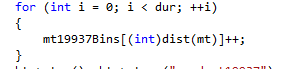 for (int i = 0; i < dur; ++i)
{
mt19937Bins[(int)dist(mt)]++;
}